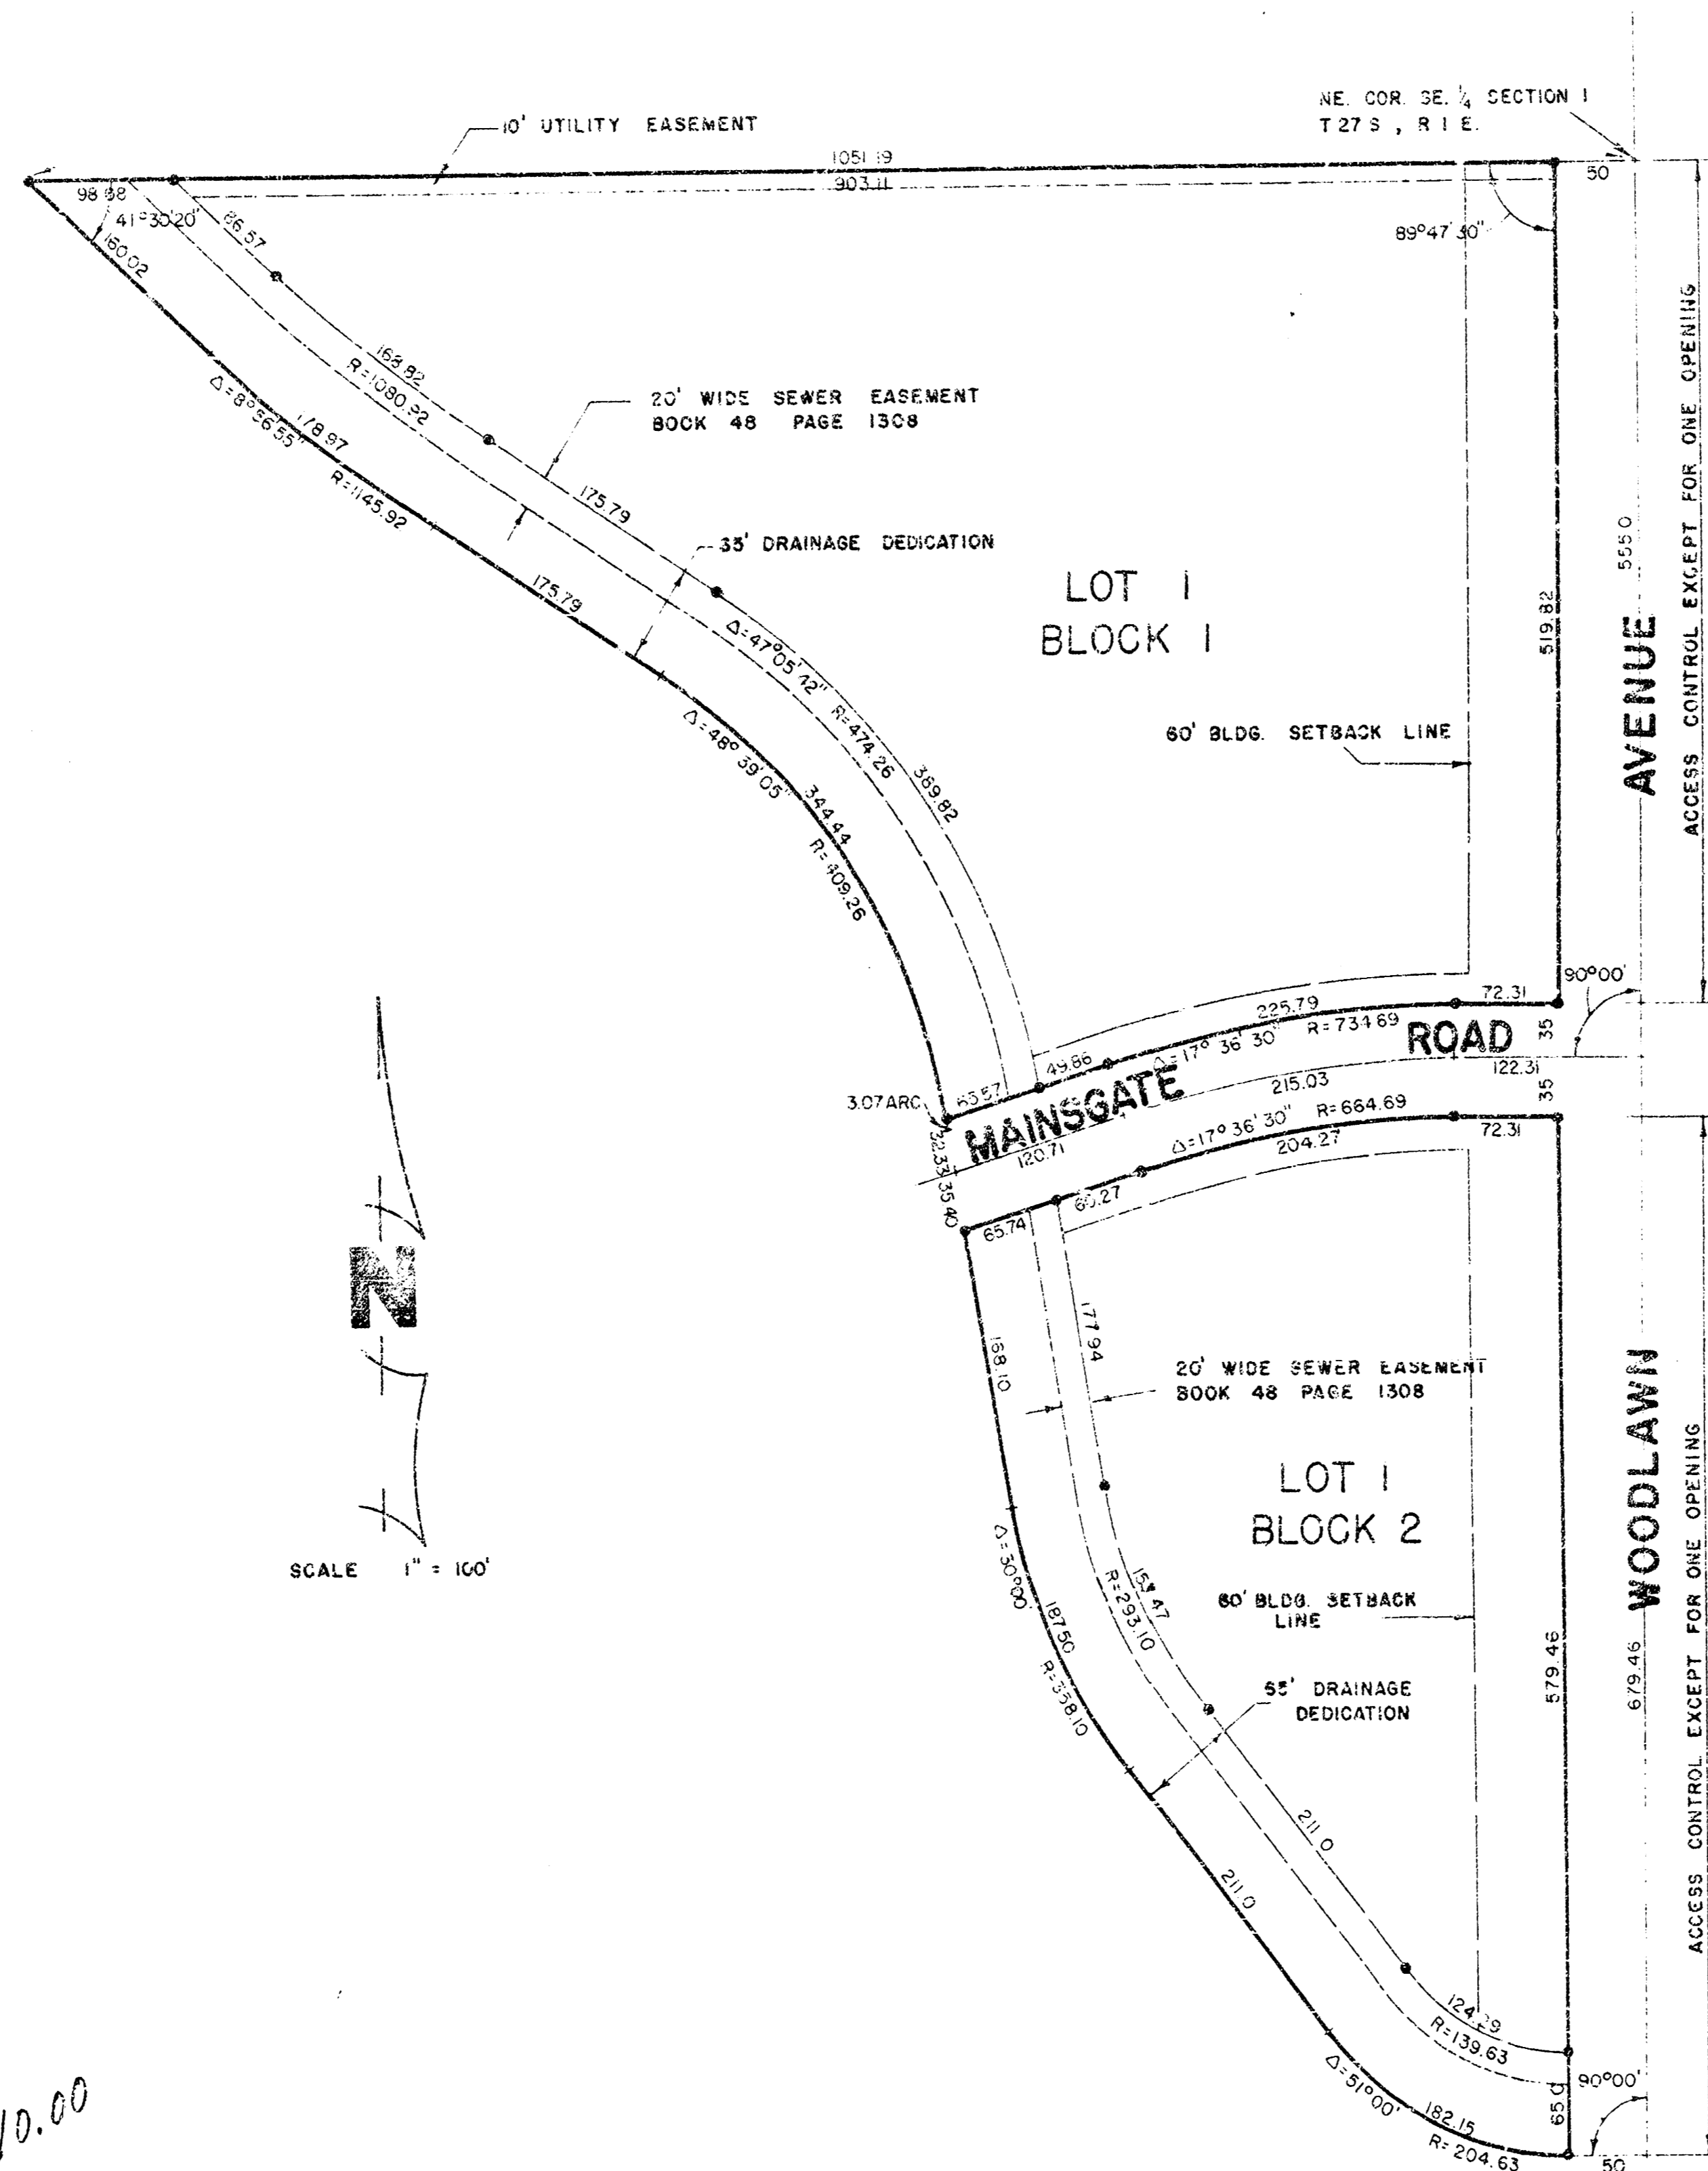 NE. COR. SE. ¼ SECTION 1
T 27 S , R 1 E.
10' UTILITY EASEMENT
1051.19
903.11
50
98.88
41°30'20"
86.57
160.02
89°47'30"
168.82
R=1080.92
20' WIDE SEWER EASEMENT
BOOK 48 PAGE 1308
Δ=8°56'55"
178.97
R=1145.92
175.79
DRAINAGE DEDICATION
175.79
LOT 1
BLOCK 1
519.82
555.0
AVENUE
ACCESS CONTROL EXCEPT FOR ONE OPENING
Δ=47°05'42"
R=474.26
389.82
60' BLDG. SETBACK LINE
Δ=48°39'05"
344.44
R=409.26
90°00'
225.79
72.31
R=734.69
ROAD
35
49.86
Δ=17°36'30"
122.31
215.03
35
65.57
3.07 ARC
MAINSGATE
120.71
32.33
35.40
Δ=17°36'30"
R=664.69
72.31
204.27
60.27
65.74
168.10
177.94
20' WIDE SEWER EASEMENT
BOOK 48 PAGE 1308
LOT 1
BLOCK 2
N
SCALE 1" = 100'
Δ=30°00'
187.50
R=358.10
R=293.10
153.47
60' BLDG. SETBACK
LINE
65' DRAINAGE
DEDICATION
579.46
679.46
WOODLAWN
ACCESS CONTROL EXCEPT FOR ONE OPENING
211.0
211.0
124.29
R=139.63
Δ=51°00'
182.15
R=204.63
65.0
90°00'
50
10.00